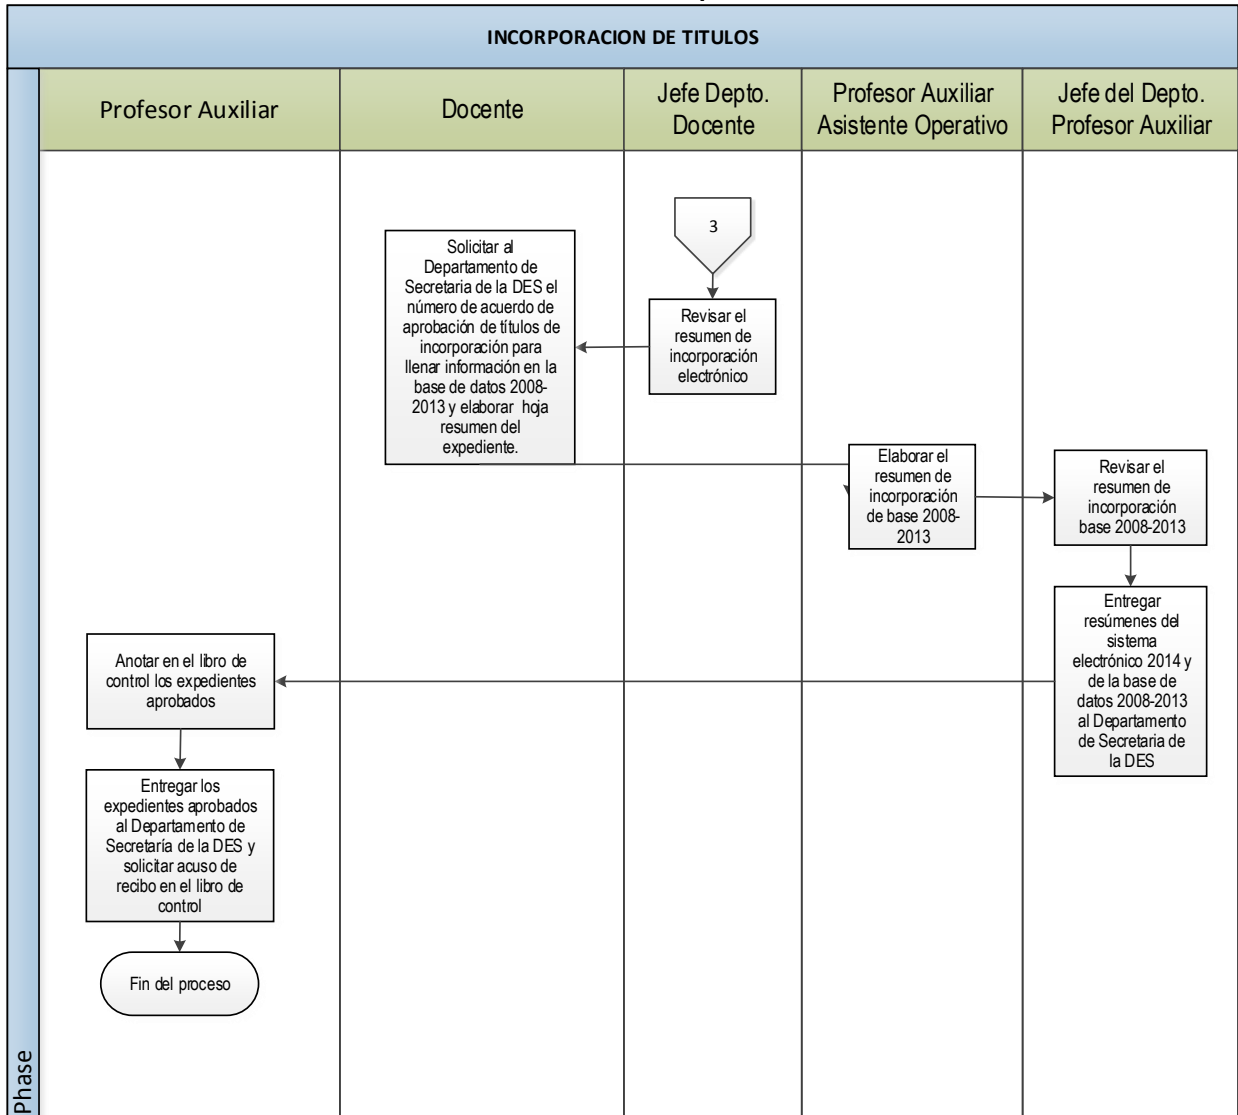 INCORPORACION DE TITULOS
Profesor Auxiliar
Docente
Jefe Depto.
Docente
Profesor Auxiliar
Asistente Operativo
Jefe del Depto.
Profesor Auxiliar
3
Revisar el
resumen de
incorporación
electrónico
Solicitar al
Departamento de
Secretaria de la DES el
número de acuerdo de
aprobación de títulos de
incorporación para
llenar información en la
base de datos 2008-
2013 y elaborar hoja
resumen del
expediente.
Elaborar el
resumen de
incorporación
de base 2008-
2013
Revisar el
resumen de
incorporación
base 2008-2013
Entregar
resúmenes del
sistema
electrónico 2014 y
de la base de
datos 2008-2013
al Departamento
de Secretaria de
la DES
Anotar en el libro de
control los expedientes
aprobados
Entregar los
expedientes aprobados
al Departamento de
Secretaría de la DES y
solicitar acuso de
recibo en el libro de
control
Fin del proceso
Phase